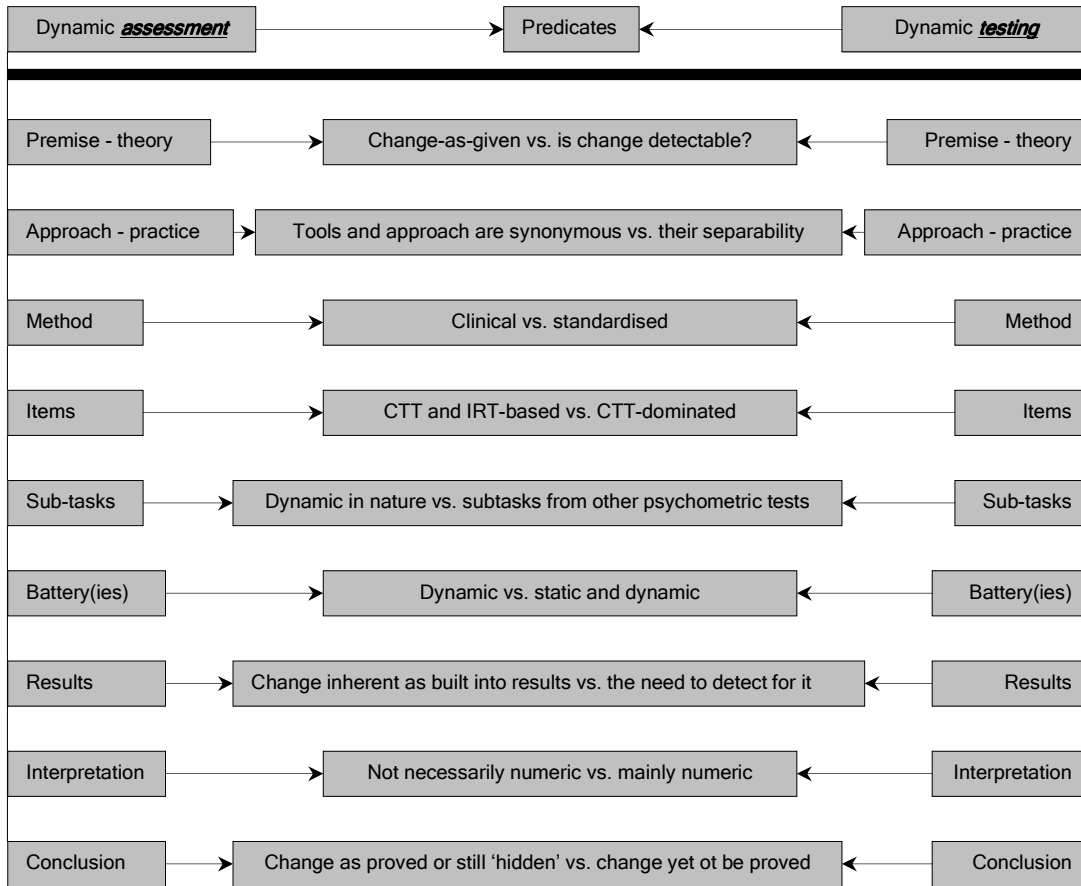 Dynamic assessment Predicates Dynamic testing
Premise - theory Change-as-given vs. is change detectable? Premise - theory
Approach - practice Tools and approach are synonymous vs. their separability Approach - practice
Method Clinical vs. standardised Method
Items CTT and IRT-based vs. CTT-dominated Items
Sub-tasks Dynamic in nature vs. subtasks from other psychometric tests Sub-tasks
Battery(ies) Dynamic vs. static and dynamic Battery(ies)
Results Change inherent as built into results vs. the need to detect for it Results
Interpretation Not necessarily numeric vs. mainly numeric Interpretation
Conclusion Change as proved or still ‘hidden’ vs. change yet ot be proved Conclusion